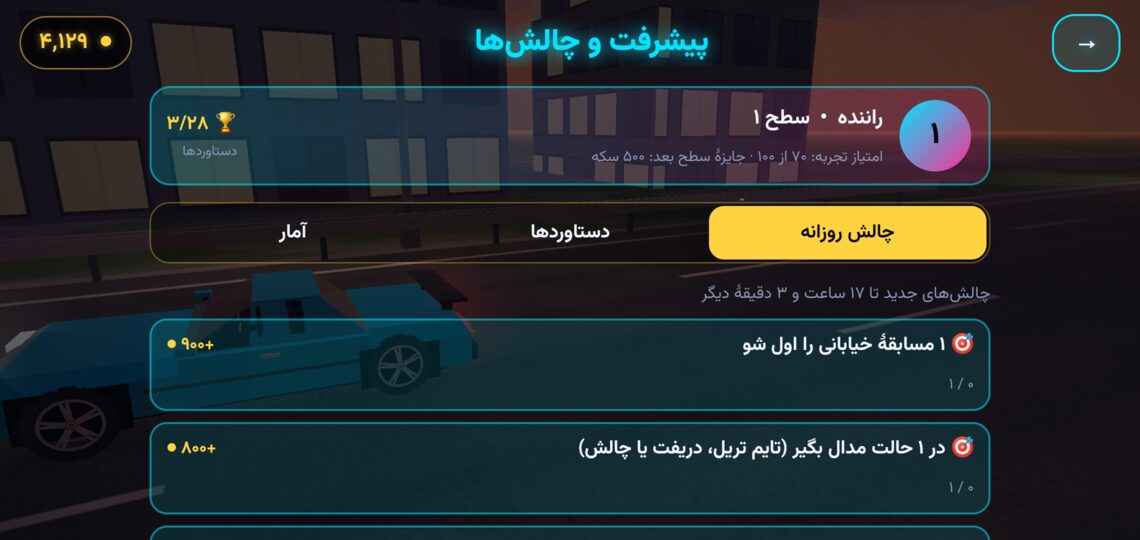 →
پیشرفت و چالش‌ها
۴,۱۲۹
۱
راننده • سطح ۱
امتیاز تجربه: ۷۰ از ۱۰۰ · جایزهٔ سطح بعد: ۵۰۰ سکه
🏆 ۳/۲۸
دستاوردها
چالش روزانه
دستاوردها
آمار
چالش‌های جدید تا ۱۷ ساعت و ۳ دقیقهٔ دیگر
🎯 ۱ مسابقهٔ خیابانی را اول شو
+۹۰۰
۰ / ۱
🎯 در ۱ حالت مدال بگیر (تایم تریل، دریفت یا چالش)
+۸۰۰
۰ / ۱